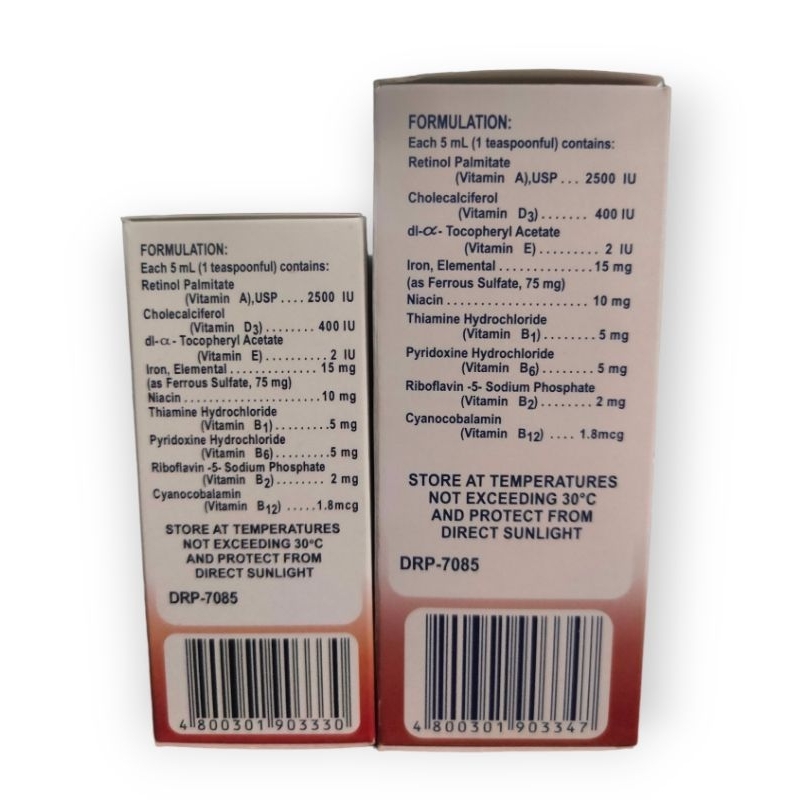 FORMULATION:
Each 5 mL (1 teaspoonful) contains:
Retinol Palmitate
(Vitamin A),USP .... 2500 IU
Cholecalciferol
(Vitamin D3)........ 400 IU
dl-α- Tocopheryl Acetate
(Vitamin E).......... 2 IU
Iron, Elemental .............. 15 mg
(as Ferrous Sulfate, 75 mg)
Niacin ...................... 10 mg
Thiamine Hydrochloride
(Vitamin B1).........5 mg
Pyridoxine Hydrochloride
(Vitamin B6).........5 mg
Riboflavin -5- Sodium Phosphate
(Vitamin B2)........ 2 mg
Cyanocobalamin
(Vitamin B12) .....1.8mcg
STORE AT TEMPERATURES
NOT EXCEEDING 30°C
AND PROTECT FROM
DIRECT SUNLIGHT
DRP-7085
4 800301 903330
FORMULATION:
Each 5 mL (1 teaspoonful) contains:
Retinol Palmitate
(Vitamin A),USP ... 2500 IU
Cholecalciferol
(Vitamin D3)....... 400 IU
dl-α- Tocopheryl Acetate
(Vitamin E)......... 2 IU
Iron, Elemental ............. 15 mg
(as Ferrous Sulfate, 75 mg)
Niacin ..................... 10 mg
Thiamine Hydrochloride
(Vitamin B1)........ 5 mg
Pyridoxine Hydrochloride
(Vitamin B6)........ 5 mg
Riboflavin -5- Sodium Phosphate
(Vitamin B2)........ 2 mg
Cyanocobalamin
(Vitamin B12) .... 1.8mcg
STORE AT TEMPERATURES
NOT EXCEEDING 30°C
AND PROTECT FROM
DIRECT SUNLIGHT
DRP-7085
4 800301 903347